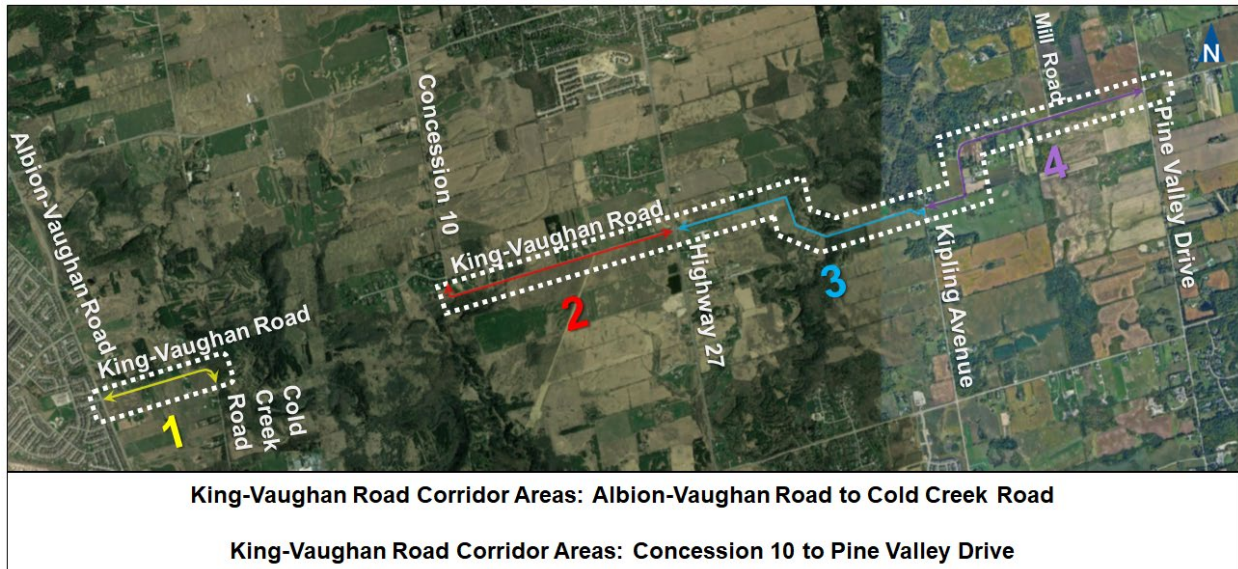 Albion-Vaughan Road
King-Vaughan Road
1
Cold
Creek
Road
Concession 10
King-Vaughan Road
2
Highway 27
3
Kipling Avehue
Mill Road
4
Pine Valley Drive
N
King-Vaughan Road Corridor Areas: Albion-Vaughan Road to Cold Creek Road
King-Vaughan Road Corridor Areas: Concession 10 to Pine Valley Drive